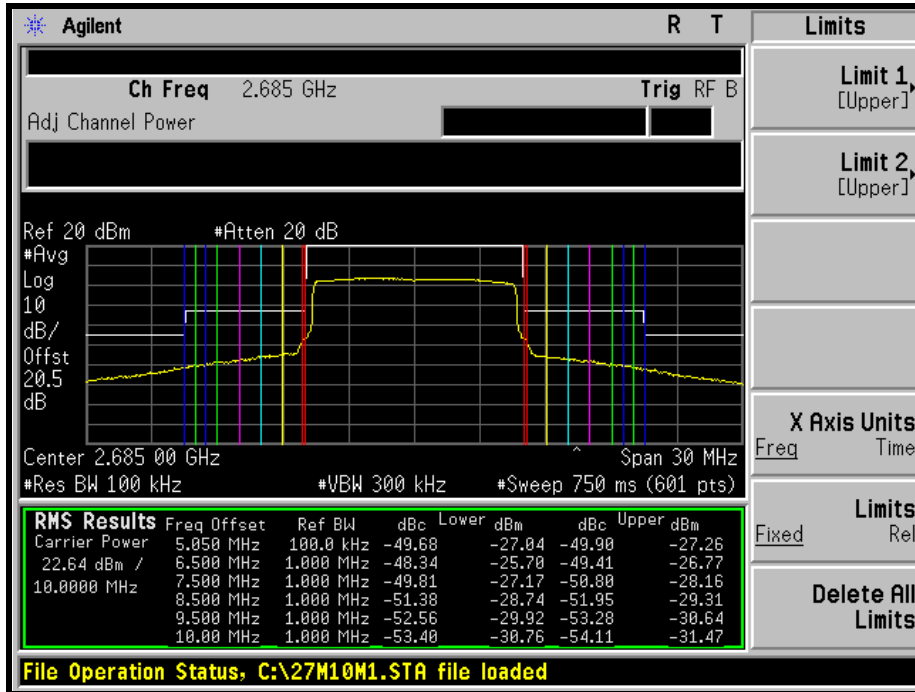 Agilent R T Limits
Ch Freq 2.685 GHz Trig RF B
Adj Channel Power
Limit 1
[Upper]
Limit 2
[Upper]
Ref 20 dBm #Atten 20 dB
#Avg
Log
10
dB/
Offst
20.5
dB
Center 2.685 00 GHz Span 30 MHz
#Res BW 100 kHz #VBW 300 kHz #Sweep 750 ms (601 pts)
X Axis Units
Freq Time
Limits
Fixed Rel
Delete All
Limits
RMS Results Freq Offset Ref BW dBc Lower dBm dBc Upper dBm
Carrier Power 5.050 MHz 100.0 kHz -49.68 -27.04 -49.90 -27.26
22.64 dBm / 6.500 MHz 1.000 MHz -48.34 -25.70 -49.41 -26.77
10.0000 MHz 7.500 MHz 1.000 MHz -49.81 -27.17 -50.80 -28.16
8.500 MHz 1.000 MHz -51.38 -28.74 -51.95 -29.31
9.500 MHz 1.000 MHz -52.56 -29.92 -53.28 -30.64
10.00 MHz 1.000 MHz -53.40 -30.76 -54.11 -31.47
File Operation Status, C:\27M10M1.STA file loaded